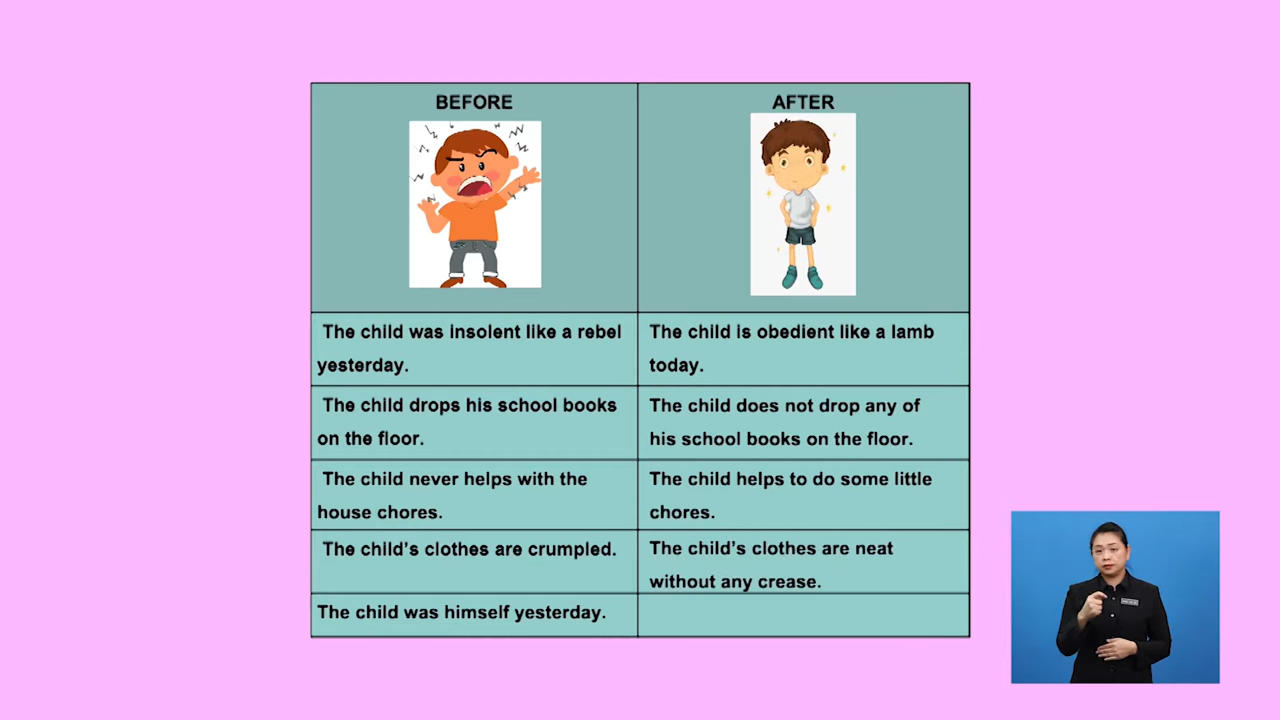 BEFORE
AFTER
The child was insolent like a rebel
yesterday.
The child is obedient like a lamb
today.
The child drops his school books
on the floor.
The child does not drop any of
his school books on the floor.
The child never helps with the
house chores.
The child helps to do some little
chores.
The child’s clothes are crumpled.
The child’s clothes are neat
without any crease.
The child was himself yesterday.